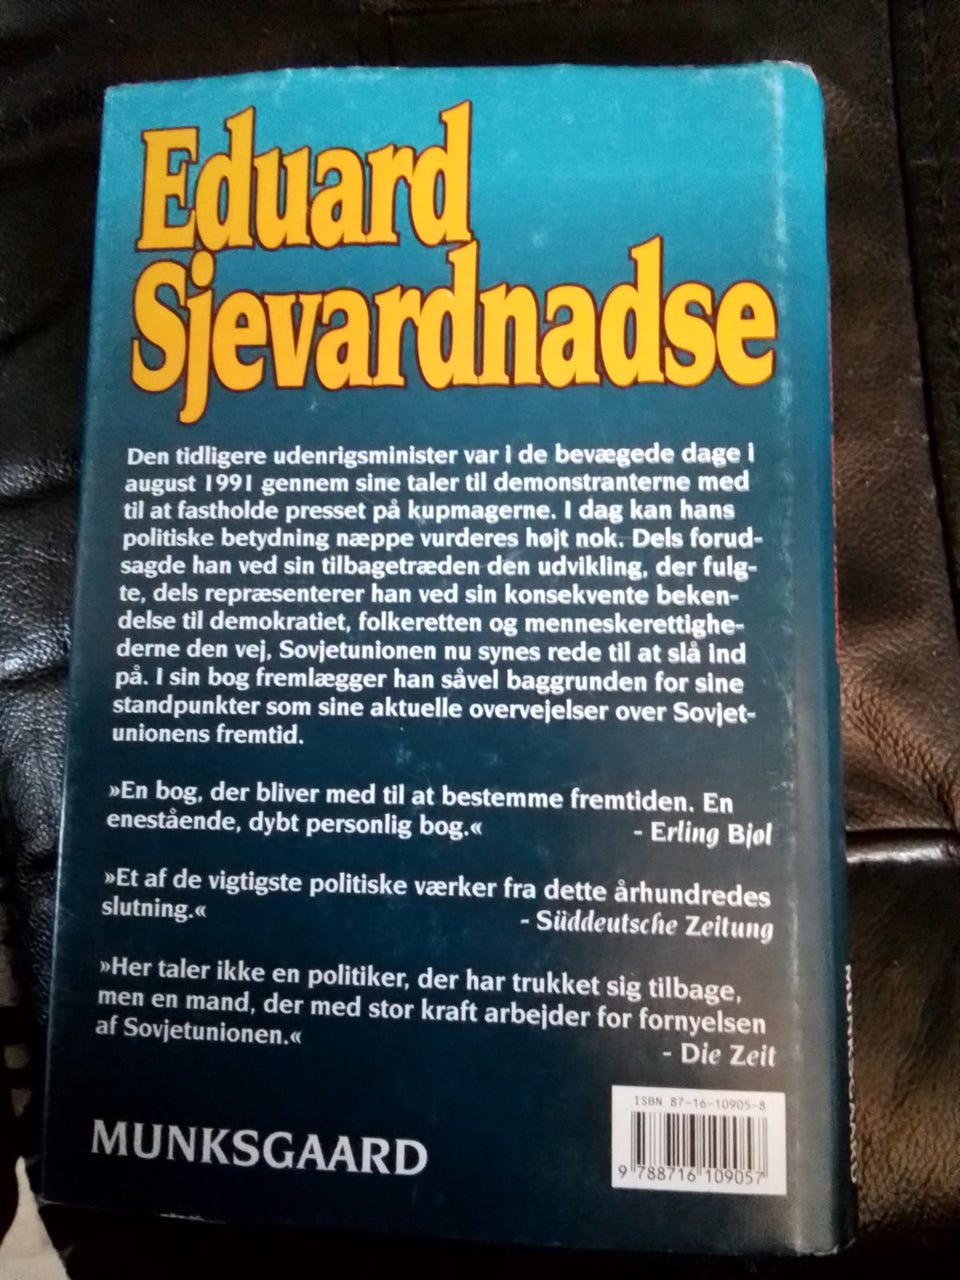 Eduard
Sjevardnadse
Den tidligere udenrigsminister var i de bevægede dage i
august 1991 gennem sine taler til demonstranterne med
til at fastholde presset på kupmagerne. I dag kan hans
politiske betydning næppe vurderes højt nok. Dels forud-
sagde han ved sin tilbagetræden den udvikling, der fulg-
te, dels repræsenterer han ved sin konsekvente beken-
delse til demokratiet, folkeretten og menneskerettighe-
derne den vej, Sovjetunionen nu synes rede til at slå ind
på. I sin bog fremlægger han såvel baggrunden for sine
standpunkter som sine aktuelle overvejelser over Sovjet-
unionens fremtid.
»En bog, der bliver med til at bestemme fremtiden. En
enestående, dybt personlig bog.« - Erling Bjøl
»Et af de vigtigste politiske værker fra dette århundredes
slutning.« - Süddeutsche Zeitung
»Her taler ikke en politiker, der har trukket sig tilbage,
men en mand, der med stor kraft arbejder for fornyelsen
af Sovjetunionen.«
- Die Zeit
MUNKSGAARD
ISBN 87-16-10905-8
9 788716 109057
MUNKSGAARD